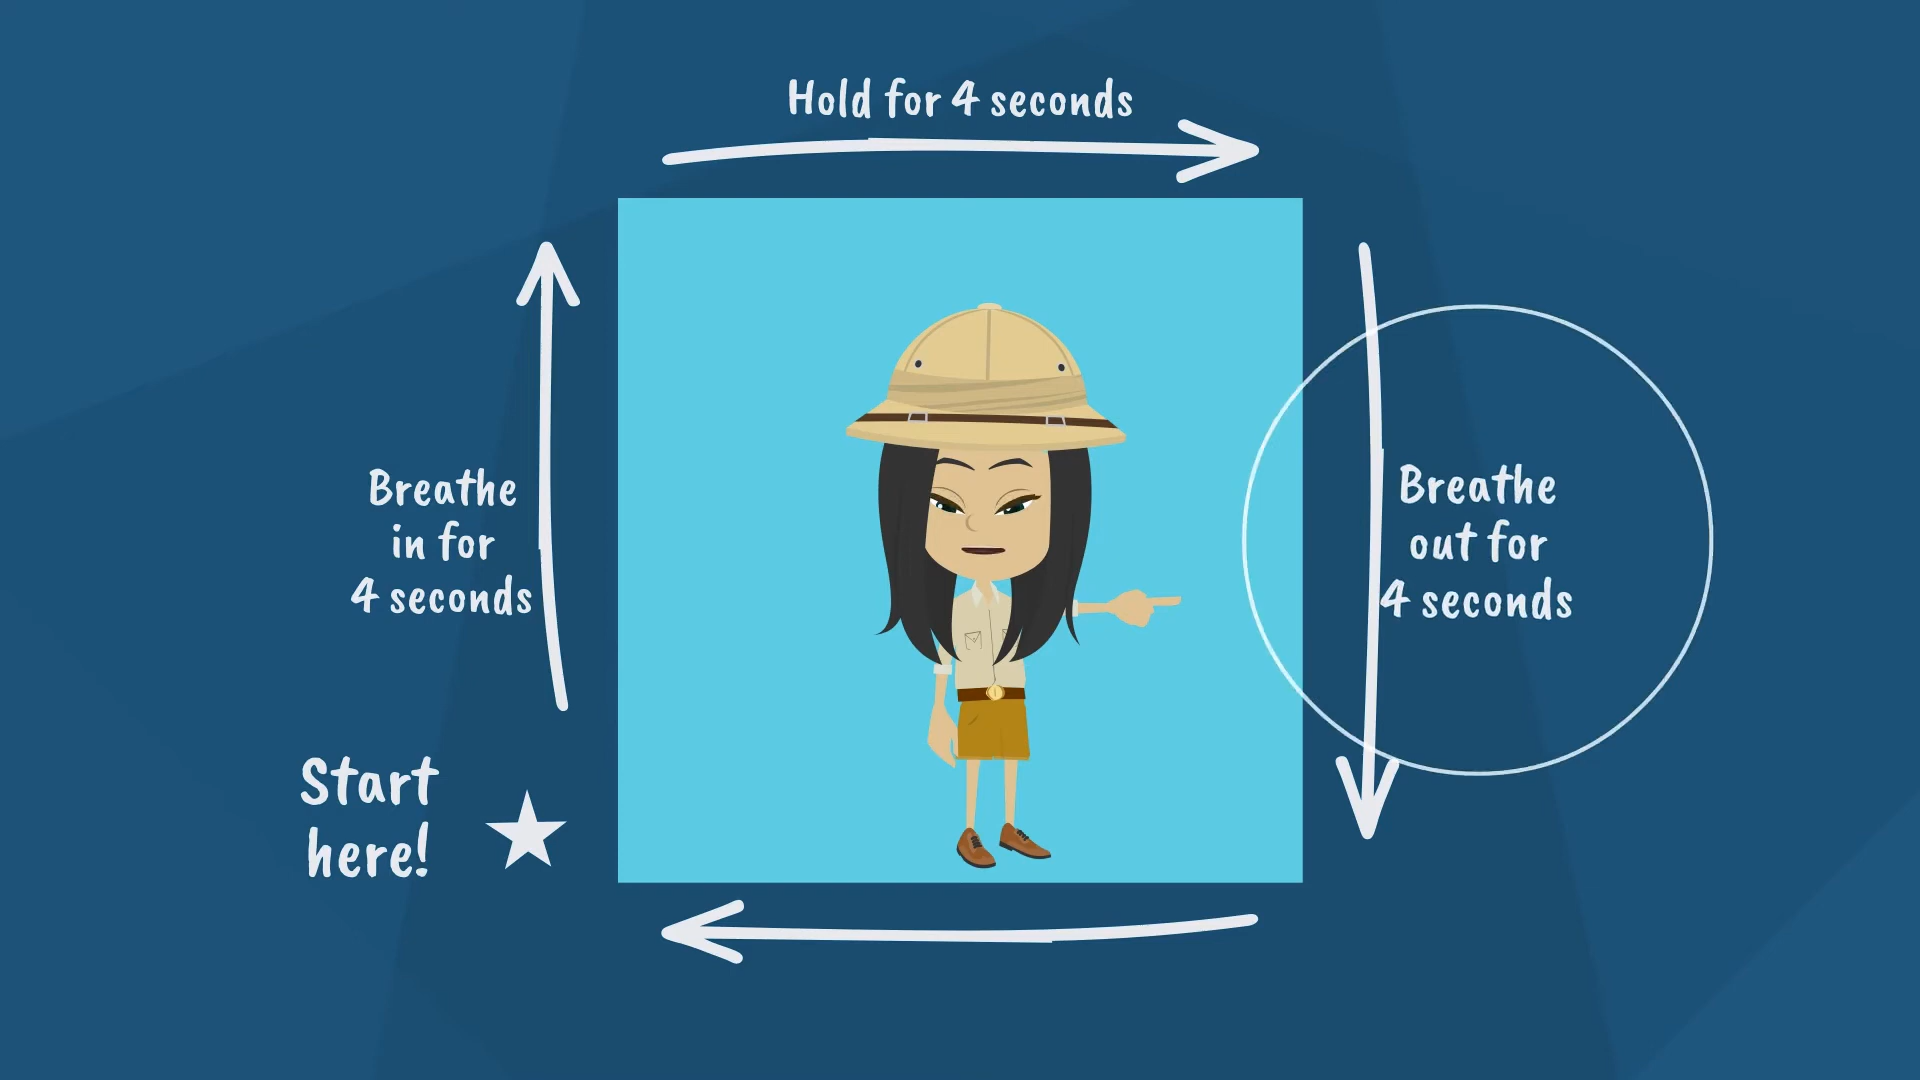 Hold for 4 seconds
Breathe
in for
4 seconds
Breathe
out for
4 seconds
Start
here!